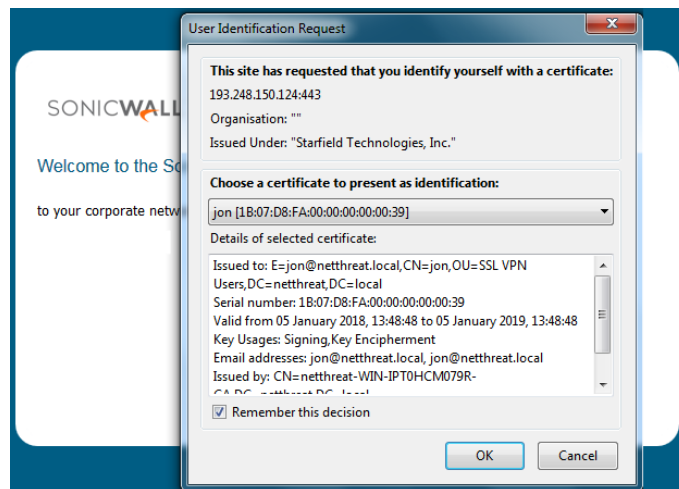 User Identification Request
This site has requested that you identify yourself with a certificate:
193.248.150.124:443
Organisation: ""
Issued Under: "Starfield Technologies, Inc."
SONICWALL
Welcome to the So
to your corporate netw
Choose a certificate to present as identification:
jon [1B:07:D8:FA:00:00:00:00:00:39]
Details of selected certificate:
Issued to: E=jon@netthreat.local,CN=jon,OU=SSL VPN
Users,DC=netthreat,DC=local
Serial number: 1B:07:D8:FA:00:00:00:00:00:39
Valid from 05 January 2018, 13:48:48 to 05 January 2019, 13:48:48
Key Usages: Signing,Key Encipherment
Email addresses: jon@netthreat.local, jon@netthreat.local
Issued by: CN=netthreat-WIN-IPT0HCM079R-
CA,DC=netthreat,DC=local
Remember this decision
OK
Cancel